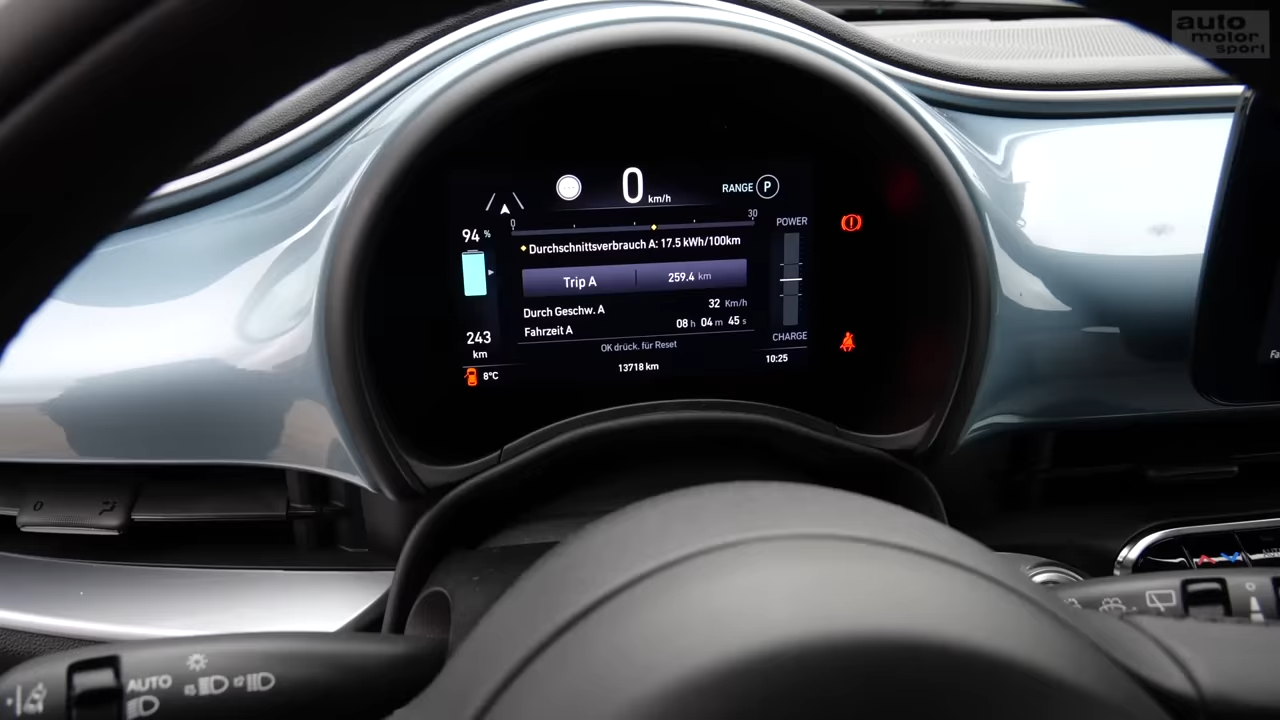 auto
motor
sport
0 km/h
RANGE P
0
30
94 %
POWER
Durchschnittsverbrauch A: 17.5 kWh/100km
Trip A 259.4 km
Durch Geschw. A 32 Km/h
Fahrzeit A 08 h 04 m 45 s
243
km
OK drück. für Reset
CHARGE
8°C
13718 km
10:25
0
0
AUTO